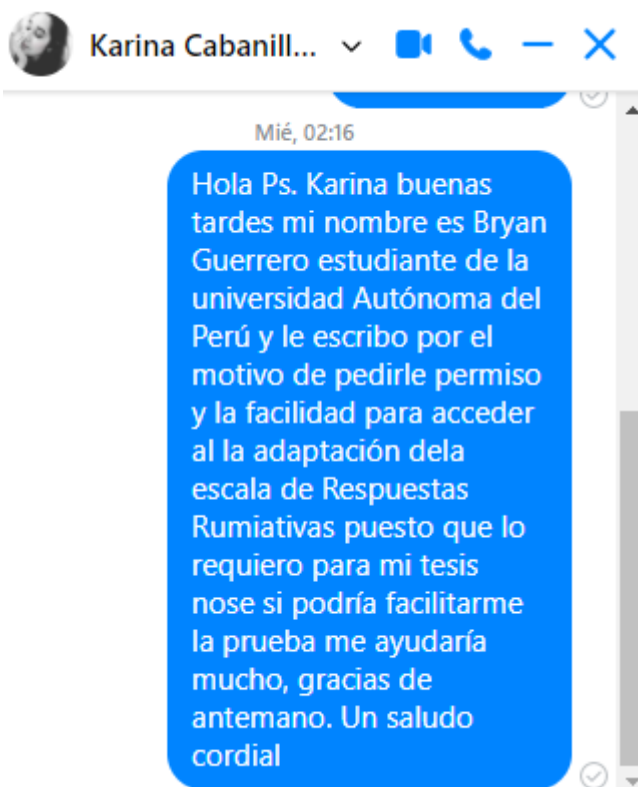 Karina Cabanill...
Mié, 02:16
Hola Ps. Karina buenas
tardes mi nombre es Bryan
Guerrero estudiante de la
universidad Autónoma del
Perú y le escribo por el
motivo de pedirle permiso
y la facilidad para acceder
al la adaptación dela
escala de Respuestas
Rumiativas puesto que lo
requiero para mi tesis
nose si podría facilitarme
la prueba me ayudaría
mucho, gracias de
antemano. Un saludo
cordial